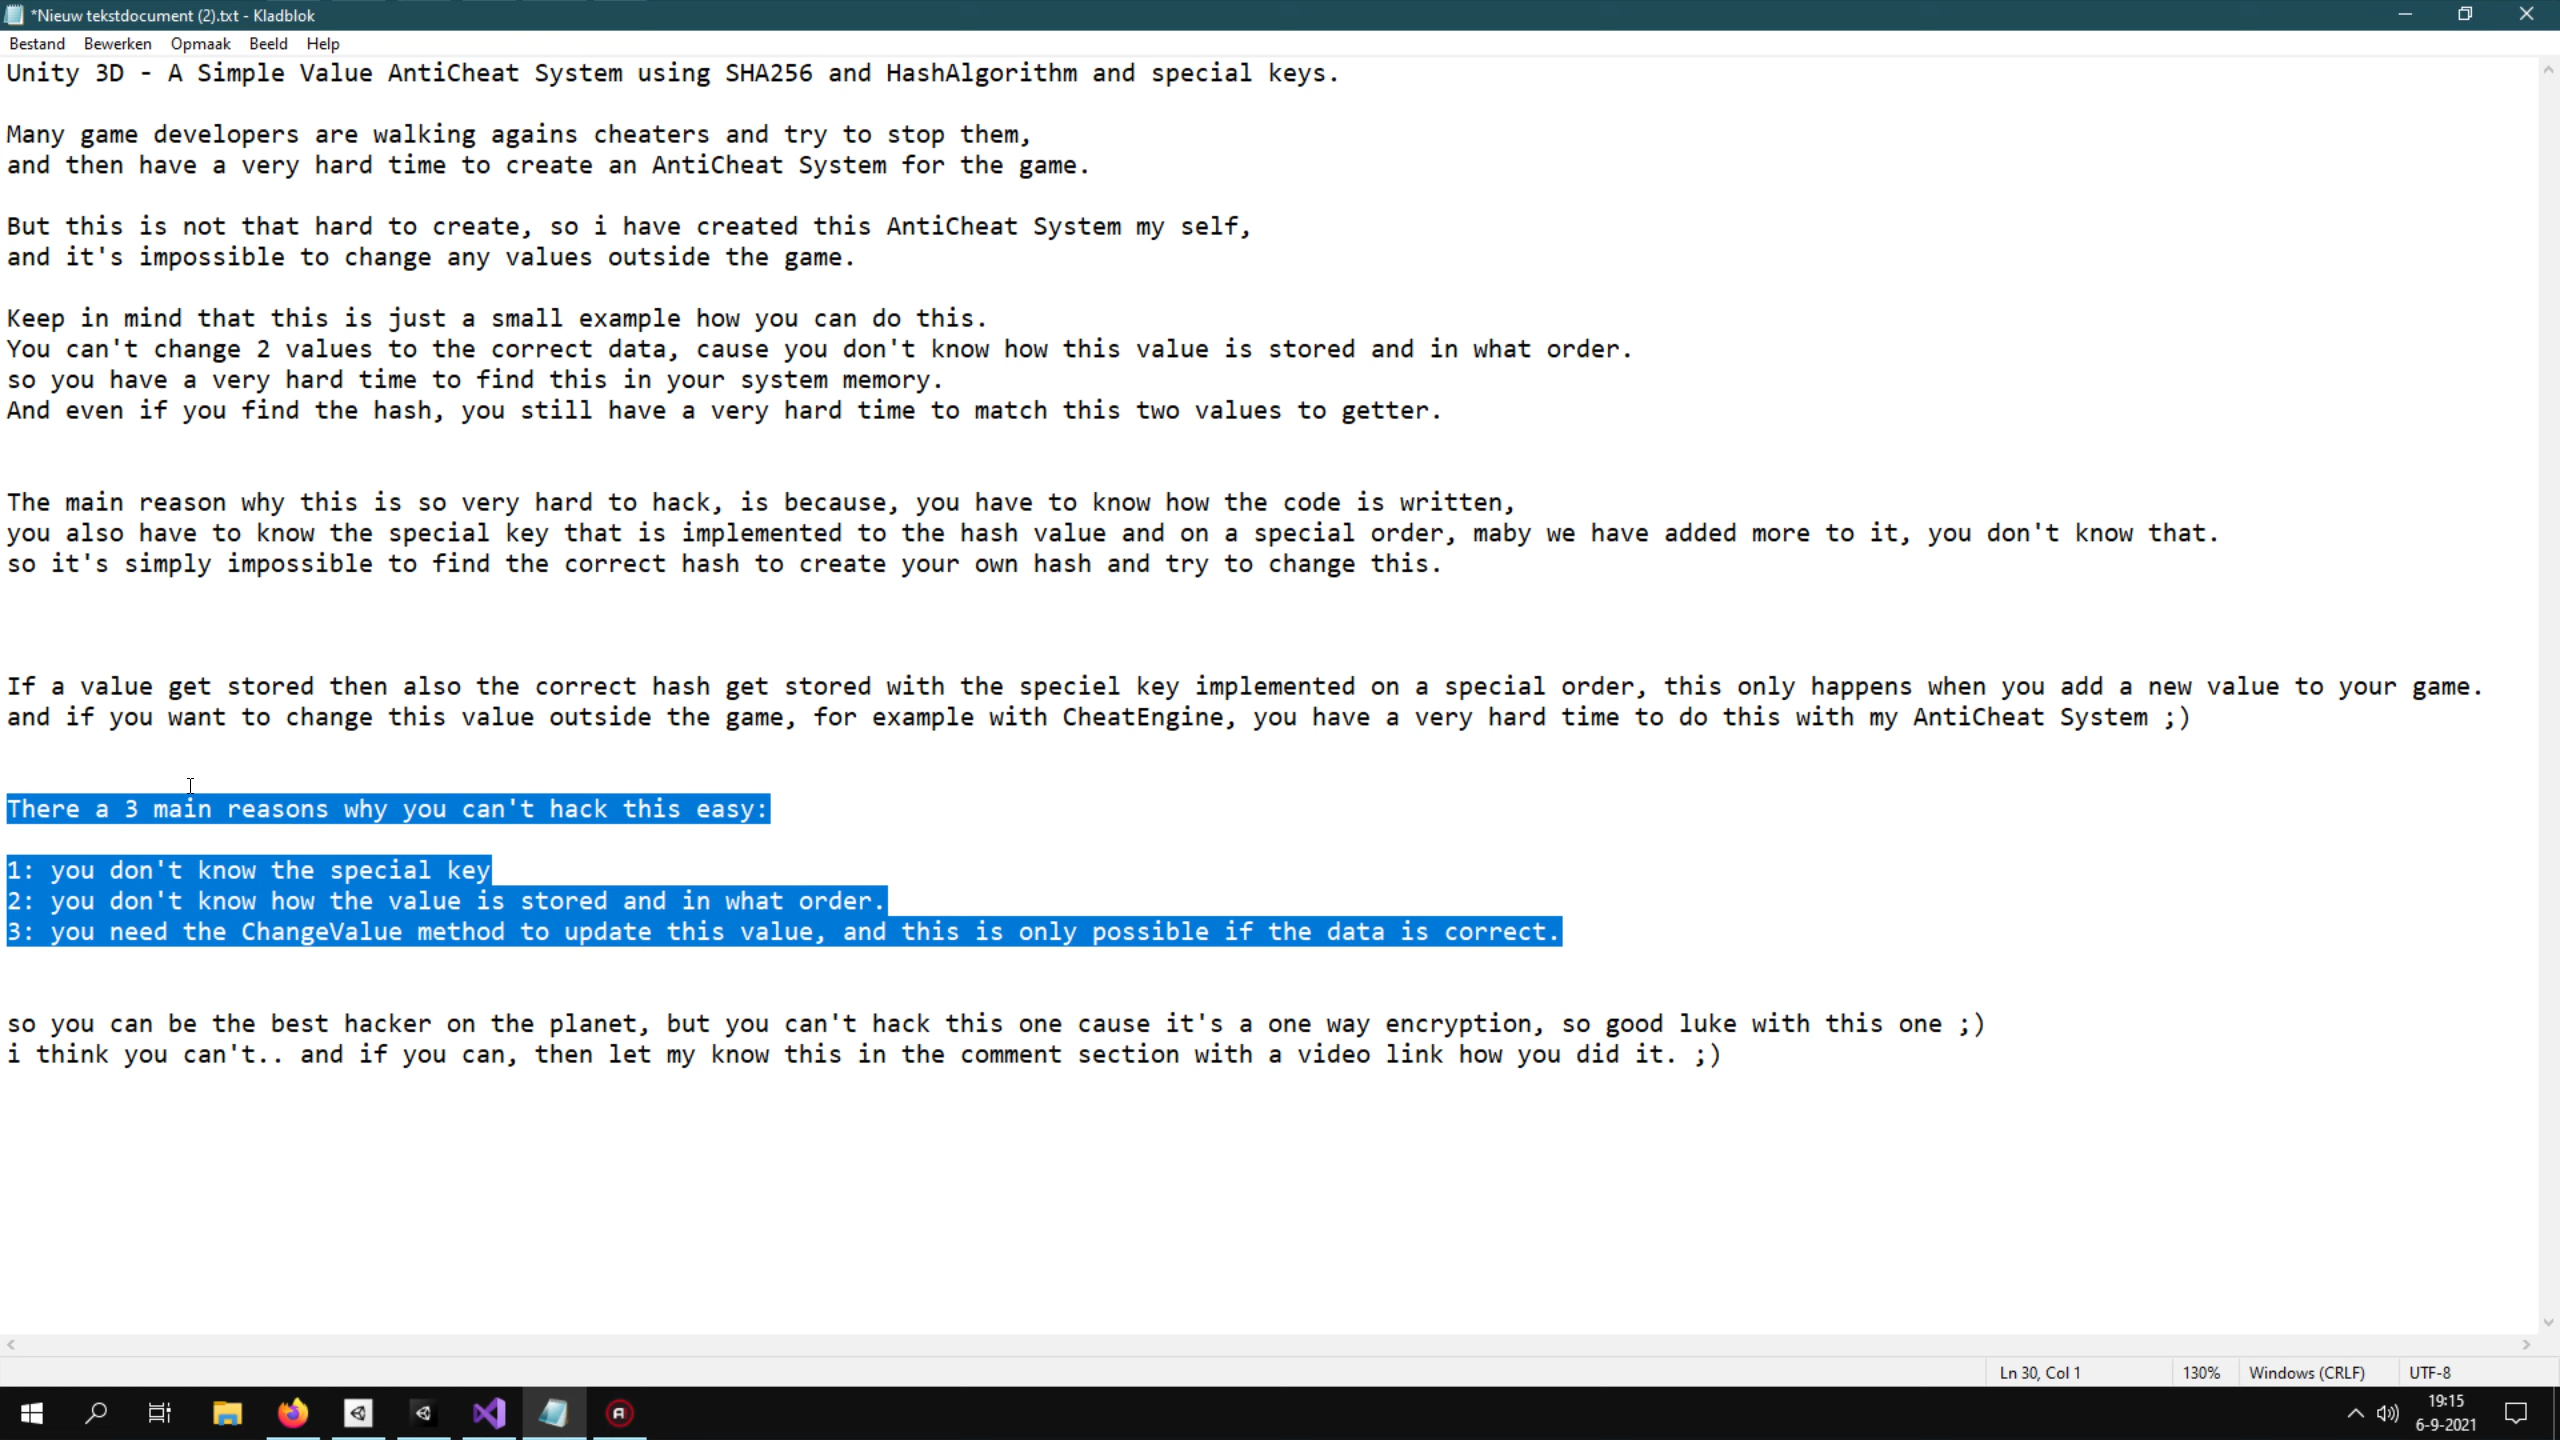 *Nieuw tekstdocument (2).txt - Kladblok
Bestand Bewerken Opmaak Beeld Help
Unity 3D - A Simple Value AntiCheat System using SHA256 and HashAlgorithm and special keys.
Many game developers are walking agains cheaters and try to stop them,
and then have a very hard time to create an AntiCheat System for the game.
But this is not that hard to create, so i have created this AntiCheat System my self,
and it's impossible to change any values outside the game.
Keep in mind that this is just a small example how you can do this.
You can't change 2 values to the correct data, cause you don't know how this value is stored and in what order.
so you have a very hard time to find this in your system memory.
And even if you find the hash, you still have a very hard time to match this two values to getter.
The main reason why this is so very hard to hack, is because, you have to know how the code is written,
you also have to know the special key that is implemented to the hash value and on a special order, maby we have added more to it, you don't know that.
so it's simply impossible to find the correct hash to create your own hash and try to change this.
If a value get stored then also the correct hash get stored with the speciel key implemented on a special order, this only happens when you add a new value to your game.
and if you want to change this value outside the game, for example with CheatEngine, you have a very hard time to do this with my AntiCheat System ;)
There a 3 main reasons why you can't hack this easy:
1: you don't know the special key
2: you don't know how the value is stored and in what order.
3: you need the ChangeValue method to update this value, and this is only possible if the data is correct.
so you can be the best hacker on the planet, but you can't hack this one cause it's a one way encryption, so good luke with this one ;)
i think you can't.. and if you can, then let my know this in the comment section with a video link how you did it. ;)
Ln 30, Col 1 130% Windows (CRLF) UTF-8
19:15
6-9-2021